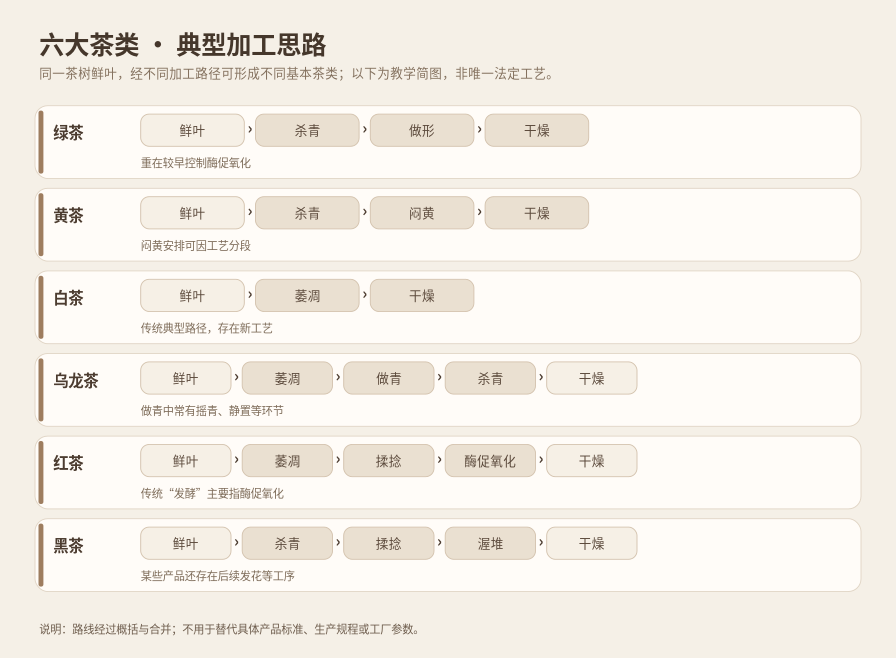 六大茶类 · 典型加工思路
同一茶树鲜叶，经不同加工路径可形成不同基本茶类；以下为教学简图，非唯一法定工艺。
绿茶 鲜叶 › 杀青 › 做形 › 干燥
重在较早控制酶促氧化
黄茶 鲜叶 › 杀青 › 闷黄 › 干燥
闷黄安排可因工艺分段
白茶 鲜叶 › 萎凋 › 干燥
传统典型路径，存在新工艺
乌龙茶 鲜叶 › 萎凋 › 做青 › 杀青 › 干燥
做青中常有摇青、静置等环节
红茶 鲜叶 › 萎凋 › 揉捻 › 酶促氧化 › 干燥
传统“发酵”主要指酶促氧化
黑茶 鲜叶 › 杀青 › 揉捻 › 渥堆 › 干燥
某些产品还存在后续发花等工序
说明：路线经过概括与合并；不用于替代具体产品标准、生产规程或工厂参数。